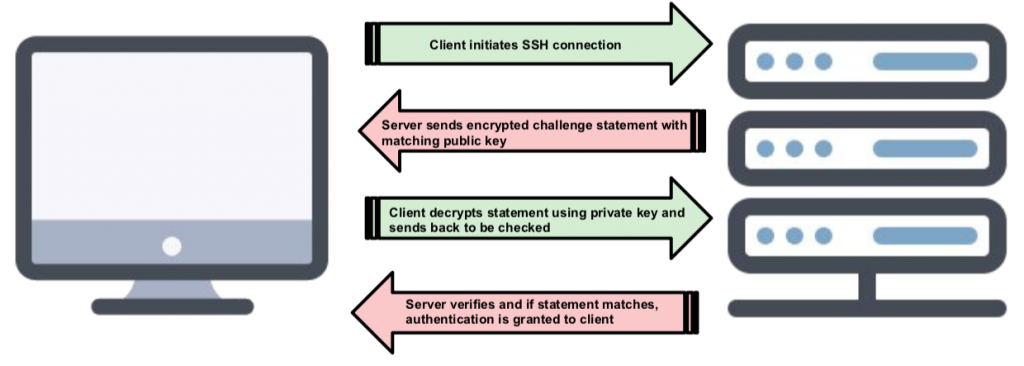 Client initiates SSH connection
Server sends encrypted challenge statement with
matching public key
Client decrypts statement using private key and
sends back to be checked
Server verifies and if statement matches,
authentication is granted to client